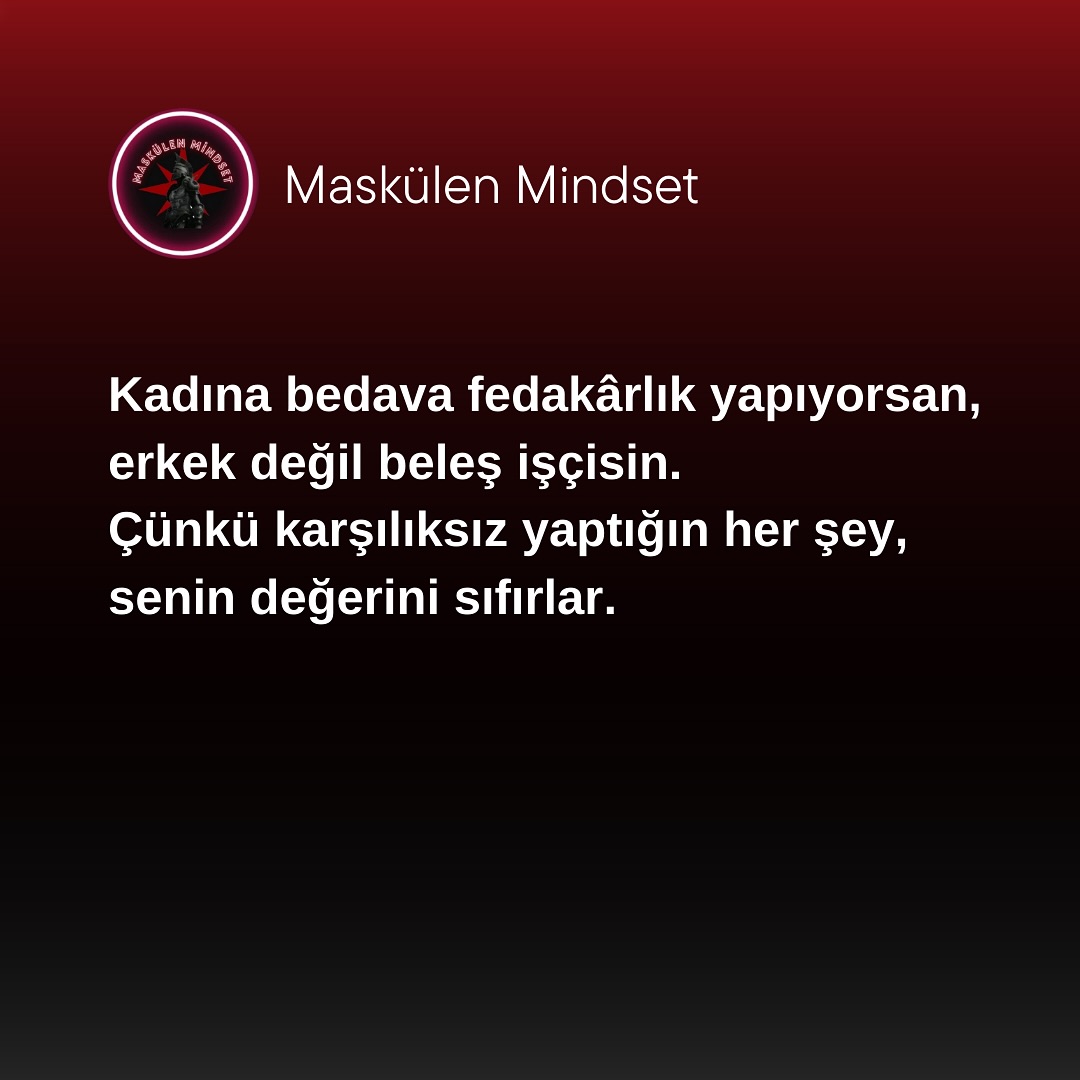 MASKÜLEN MİNDSET
Maskülen Mindset
Kadına bedava fedakârlık yapıyorsan,
erkek değil beleş işçisin.
Çünkü karşılıksız yaptığın her şey,
senin değerini sıfırlar.